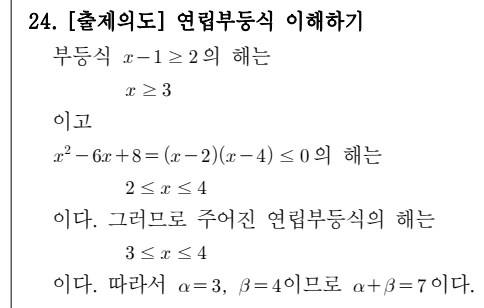 24. [출제의도] 연립부등식 이해하기
부등식 x−1≥2의 해는
x≥3
이고
x²−6x+8=(x−2)(x−4)≤0의 해는
2≤x≤4
이다. 그러므로 주어진 연립부등식의 해는
3≤x≤4
이다. 따라서 α=3, β=4이므로 α+β=7이다.